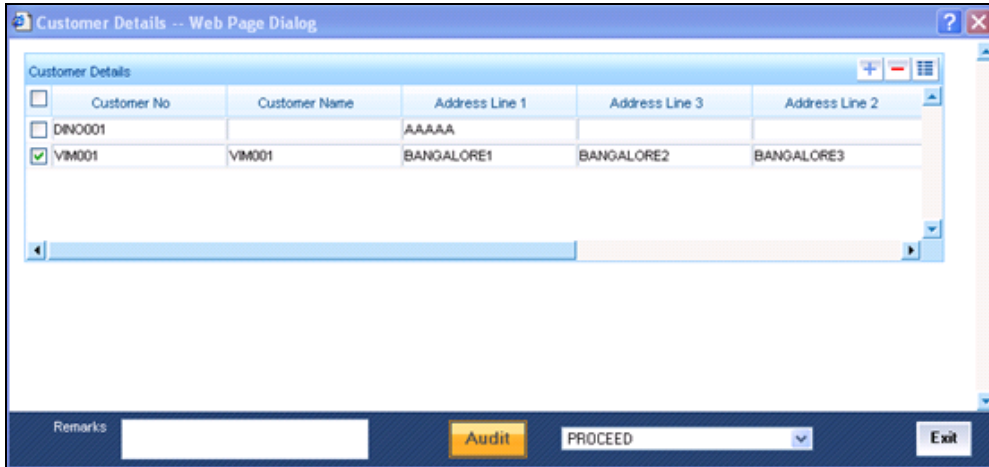 Customer Details -- Web Page Dialog
Customer Details
Customer No Customer Name Address Line 1 Address Line 3 Address Line 2
DINO001 AAAAA
VIM001 VIM001 BANGALORE1 BANGALORE2 BANGALORE3
Remarks Audit PROCEED Exit